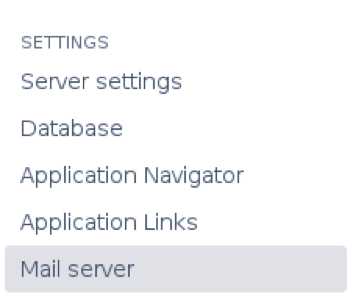 SETTINGS
Server settings
Database
Application Navigator
Application Links
Mail server